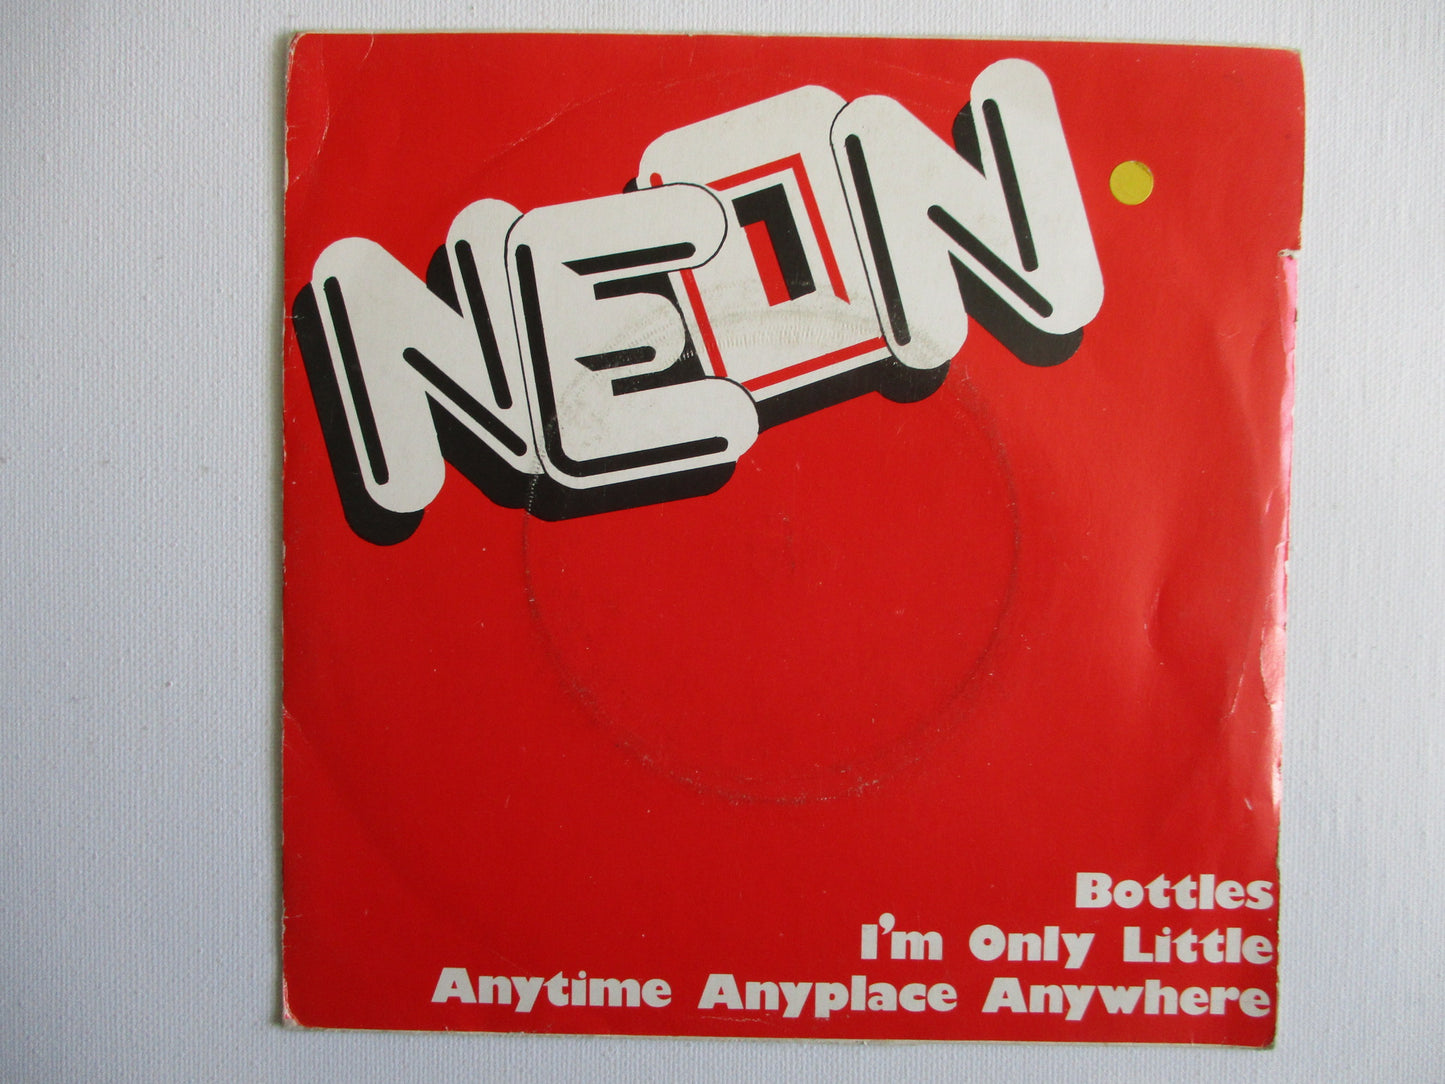 NEON
Bottles
I'm Only Little
Anytime Anyplace Anywhere